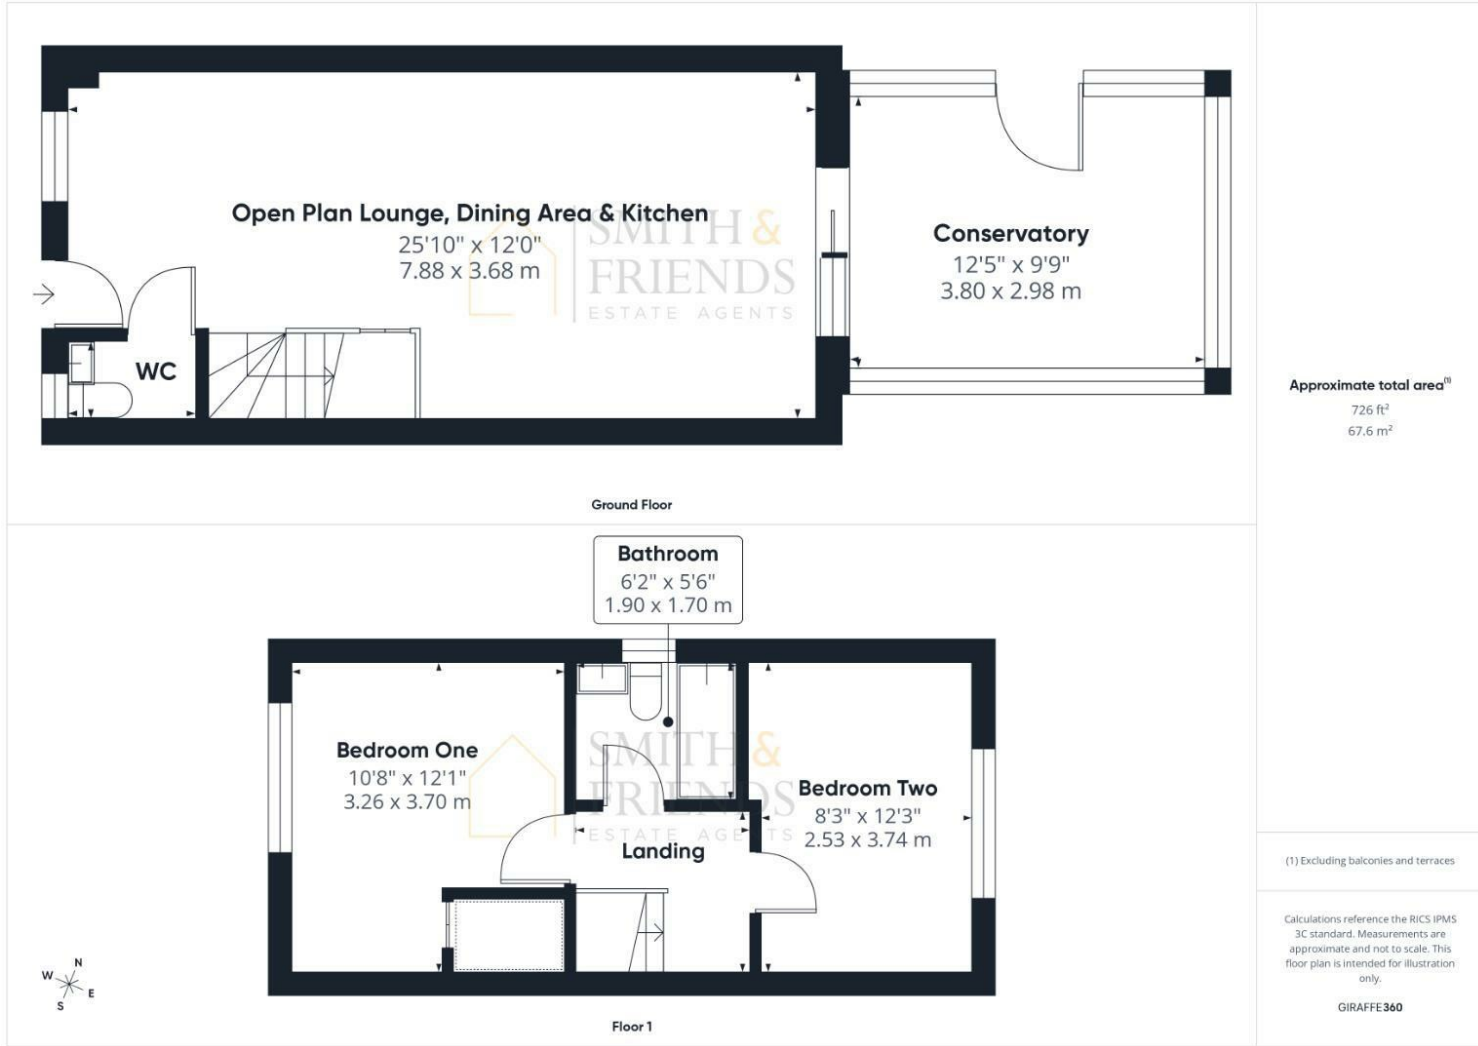 Open Plan Lounge, Dining Area & Kitchen
25'10" x 12'0"
7.88 x 3.68 m
SMITH &
FRIENDS
ESTATE AGENTS
Conservatory
12'5" x 9'9"
3.80 x 2.98 m
WC
Ground Floor
Approximate total area(1)
726 ft²
67.6 m²
Bathroom
6'2" x 5'6"
1.90 x 1.70 m
Bedroom One
10'8" x 12'1"
3.26 x 3.70 m
SMITH &
FRIENDS
ESTATE AGENTS
Landing
Bedroom Two
8'3" x 12'3"
2.53 x 3.74 m
N
W
E
S
Floor 1
(1) Excluding balconies and terraces
Calculations reference the RICS IPMS
3C standard. Measurements are
approximate and not to scale. This
floor plan is intended for illustration
only.
GIRAFFE360